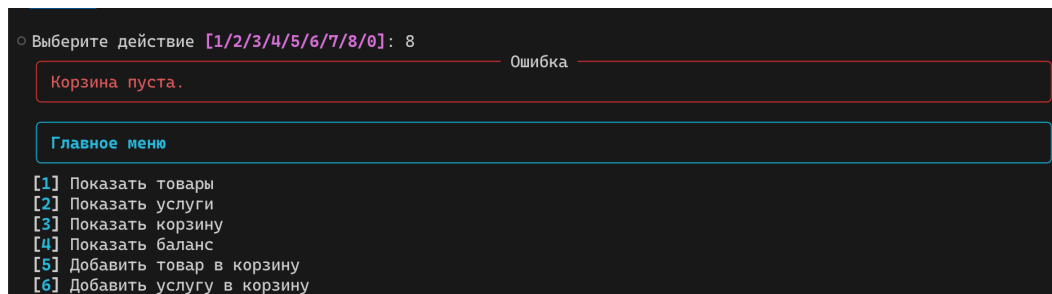 Выберите действие [1/2/3/4/5/6/7/8/0]: 8
Ошибка
Корзина пуста.
Главное меню
[1] Показать товары
[2] Показать услуги
[3] Показать корзину
[4] Показать баланс
[5] Добавить товар в корзину
[6] Добавить услугу в корзину